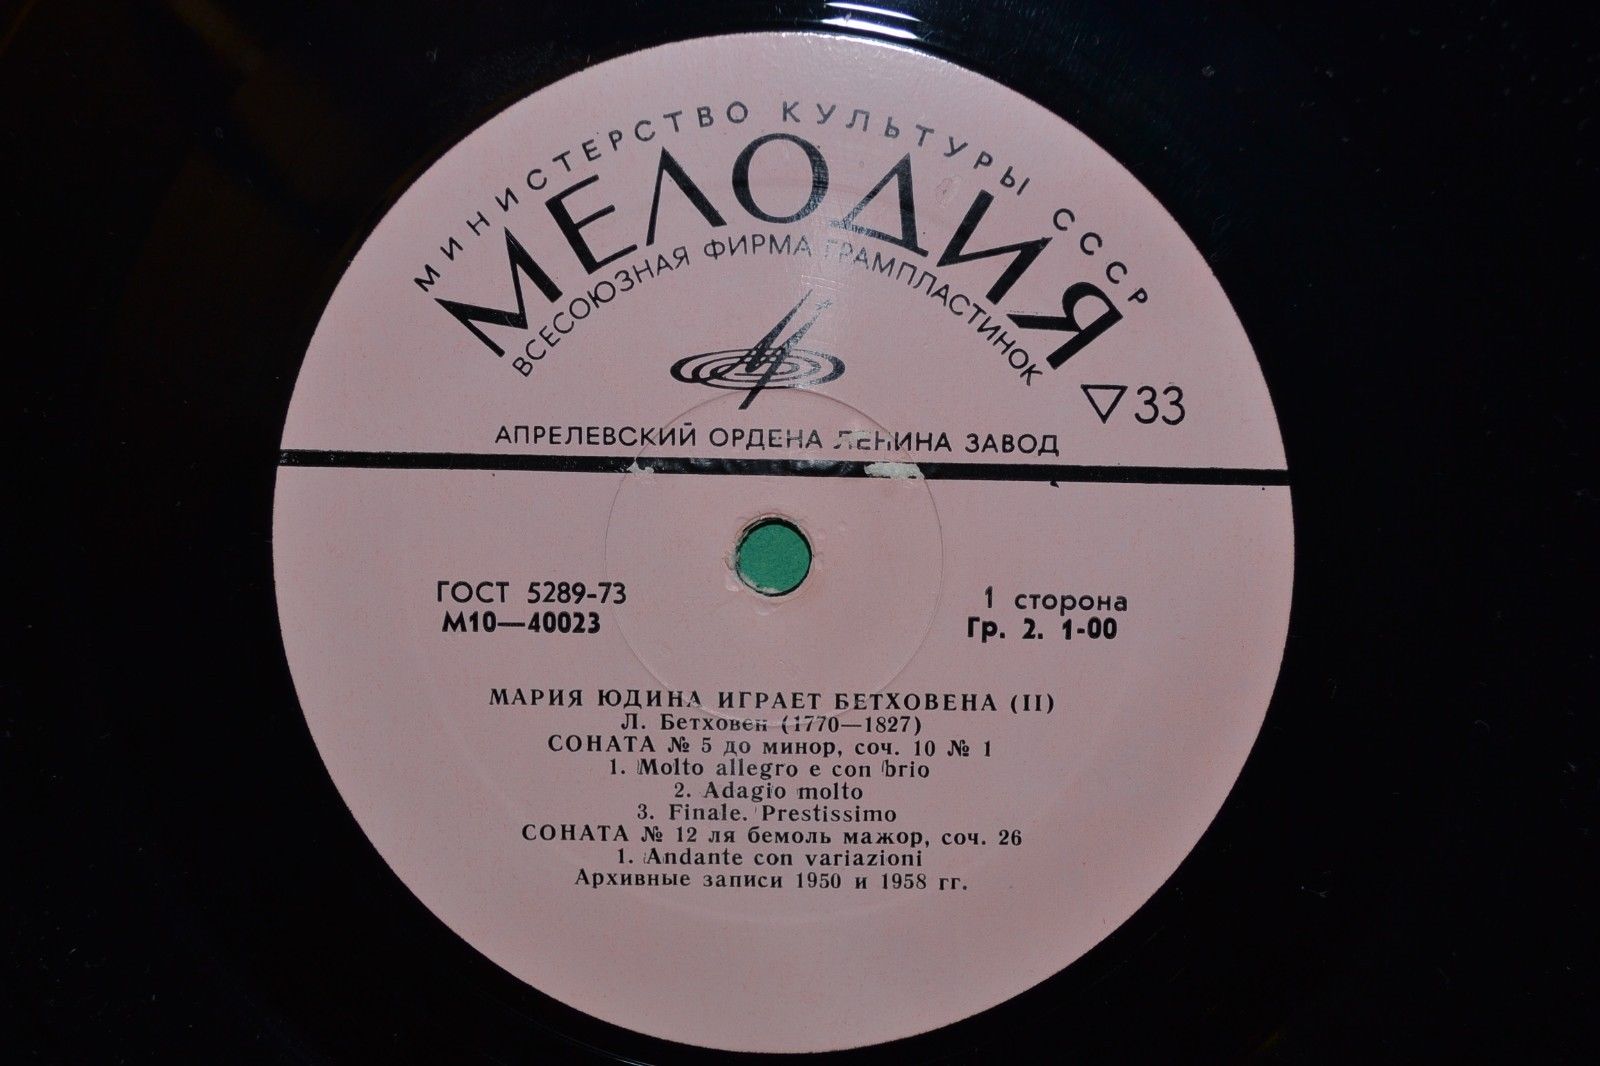 МИНИСТЕРСТВО КУЛЬТУРЫ СССР
МЕЛОДИЯ
ВСЕСОЮЗНАЯ ФИРМА ГРАМПЛАСТИНОК
▽33
АПРЕЛЕВСКИЙ ОРДЕНА ЛЕНИНА ЗАВОД
ГОСТ 5289-73
М10—40023
1 сторона
Гр. 2. 1-00
МАРИЯ ЮДИНА ИГРАЕТ БЕТХОВЕНА (II)
Л. Бетховен (1770—1827)
СОНАТА № 5 до минор, соч. 10 № 1
1. Molto allegro e con brio
2. Adagio molto
3. Finale. Prestissimo
СОНАТА № 12 ля бемоль мажор, соч. 26
1. Andante con variazioni
Архивные записи 1950 и 1958 гг.